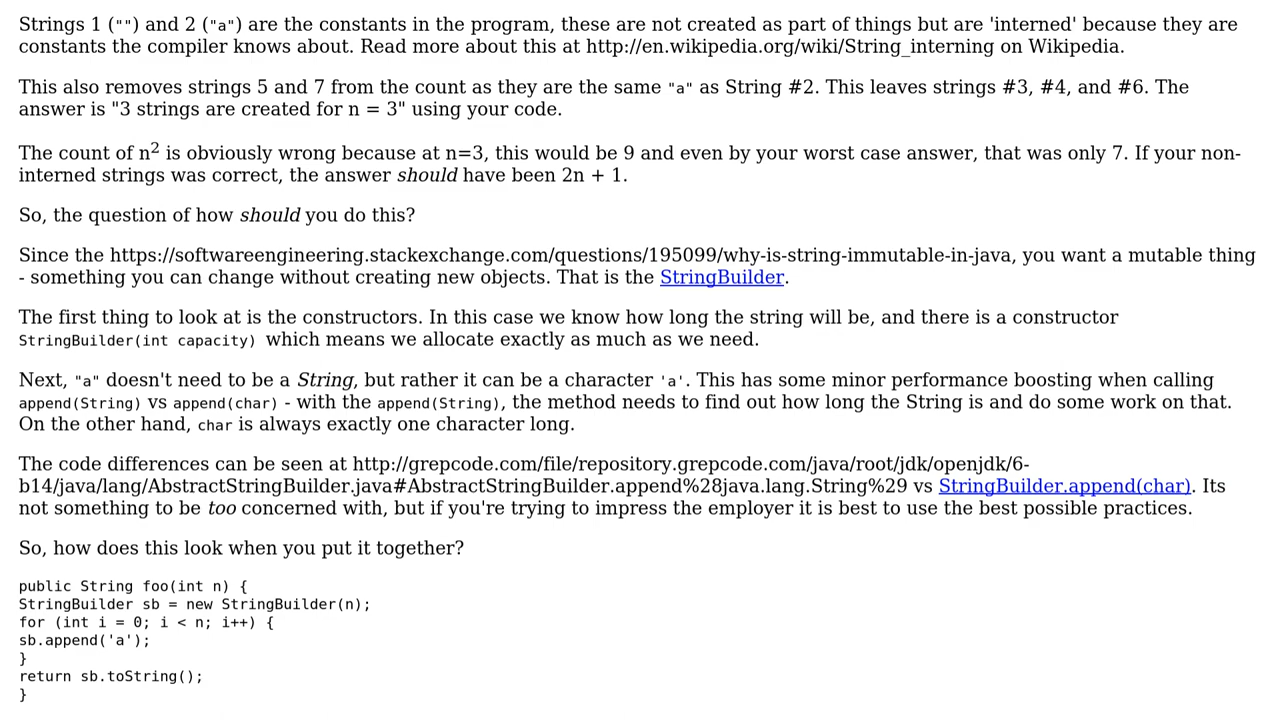 Strings 1 ("") and 2 ("a") are the constants in the program, these are not created as part of things but are 'interned' because they are
constants the compiler knows about. Read more about this at http://en.wikipedia.org/wiki/String_interning on Wikipedia.
This also removes strings 5 and 7 from the count as they are the same "a" as String #2. This leaves strings #3, #4, and #6. The
answer is "3 strings are created for n = 3" using your code.
The count of n² is obviously wrong because at n=3, this would be 9 and even by your worst case answer, that was only 7. If your non-
interned strings was correct, the answer should have been 2n + 1.
So, the question of how should you do this?
Since the https://softwareengineering.stackexchange.com/questions/195099/why-is-string-immutable-in-java, you want a mutable thing
- something you can change without creating new objects. That is the StringBuilder.
The first thing to look at is the constructors. In this case we know how long the string will be, and there is a constructor
StringBuilder(int capacity) which means we allocate exactly as much as we need.
Next, "a" doesn't need to be a String, but rather it can be a character 'a'. This has some minor performance boosting when calling
append(String) vs append(char) - with the append(String), the method needs to find out how long the String is and do some work on that.
On the other hand, char is always exactly one character long.
The code differences can be seen at http://grepcode.com/file/repository.grepcode.com/java/root/jdk/openjdk/6-
b14/java/lang/AbstractStringBuilder.java#AbstractStringBuilder.append%28java.lang.String%29 vs StringBuilder.append(char). Its
not something to be too concerned with, but if you're trying to impress the employer it is best to use the best possible practices.
So, how does this look when you put it together?
public String foo(int n) {
StringBuilder sb = new StringBuilder(n);
for (int i = 0; i < n; i++) {
sb.append('a');
}
return sb.toString();
}